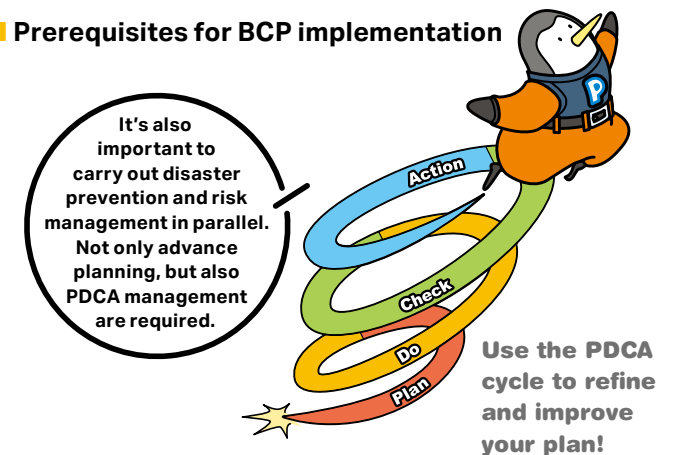 Prerequisites for BCP implementation
It's also
important to
carry out disaster
prevention and risk
management in parallel.
Not only advance
planning, but also
PDCA management
are required.
P
Action
Check
Do
Plan
Use the PDCA
cycle to refine
and improve
your plan!